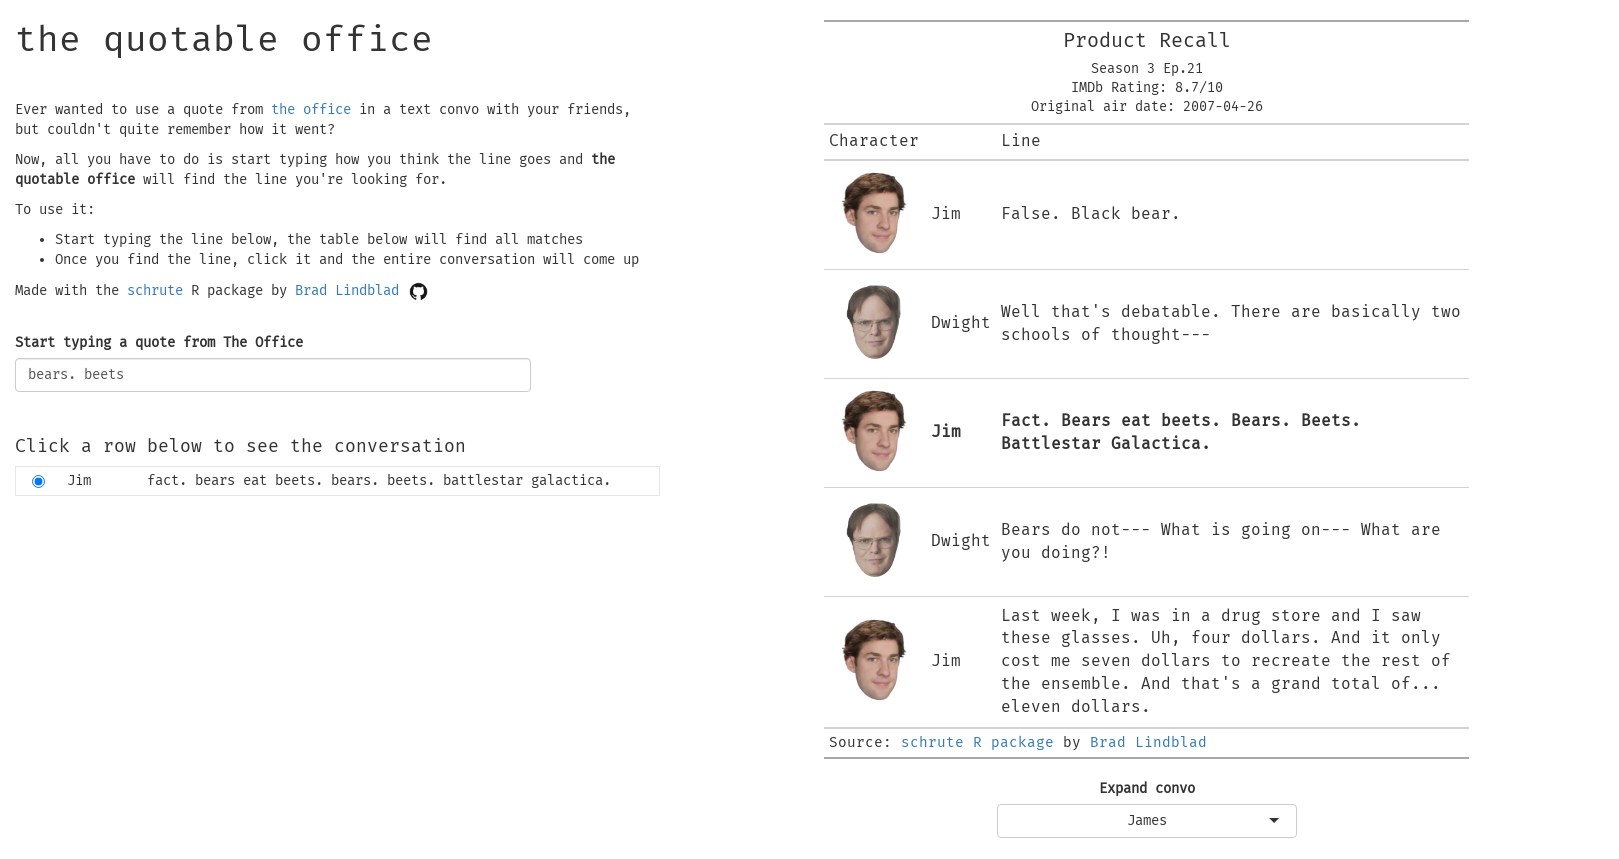 the quotable office
Ever wanted to use a quote from the office in a text convo with your friends,
but couldn't quite remember how it went?
Now, all you have to do is start typing how you think the line goes and the
quotable office will find the line you're looking for.
To use it:
• Start typing the line below, the table below will find all matches
• Once you find the line, click it and the entire conversation will come up
Made with the schrute R package by Brad Lindblad
Start typing a quote from The Office
bears. beets
Click a row below to see the conversation
Jim fact. bears eat beets. bears. beets. battlestar galactica.
Product Recall
Season 3 Ep.21
IMDb Rating: 8.7/10
Original air date: 2007-04-26
Character Line
Jim False. Black bear.
Dwight Well that's debatable. There are basically two
schools of thought---
Jim Fact. Bears eat beets. Bears. Beets.
Battlestar Galactica.
Dwight Bears do not--- What is going on--- What are
you doing?!
Last week, I was in a drug store and I saw
these glasses. Uh, four dollars. And it only
Jim cost me seven dollars to recreate the rest of
the ensemble. And that's a grand total of...
eleven dollars.
Source: schrute R package by Brad Lindblad
Expand convo
James